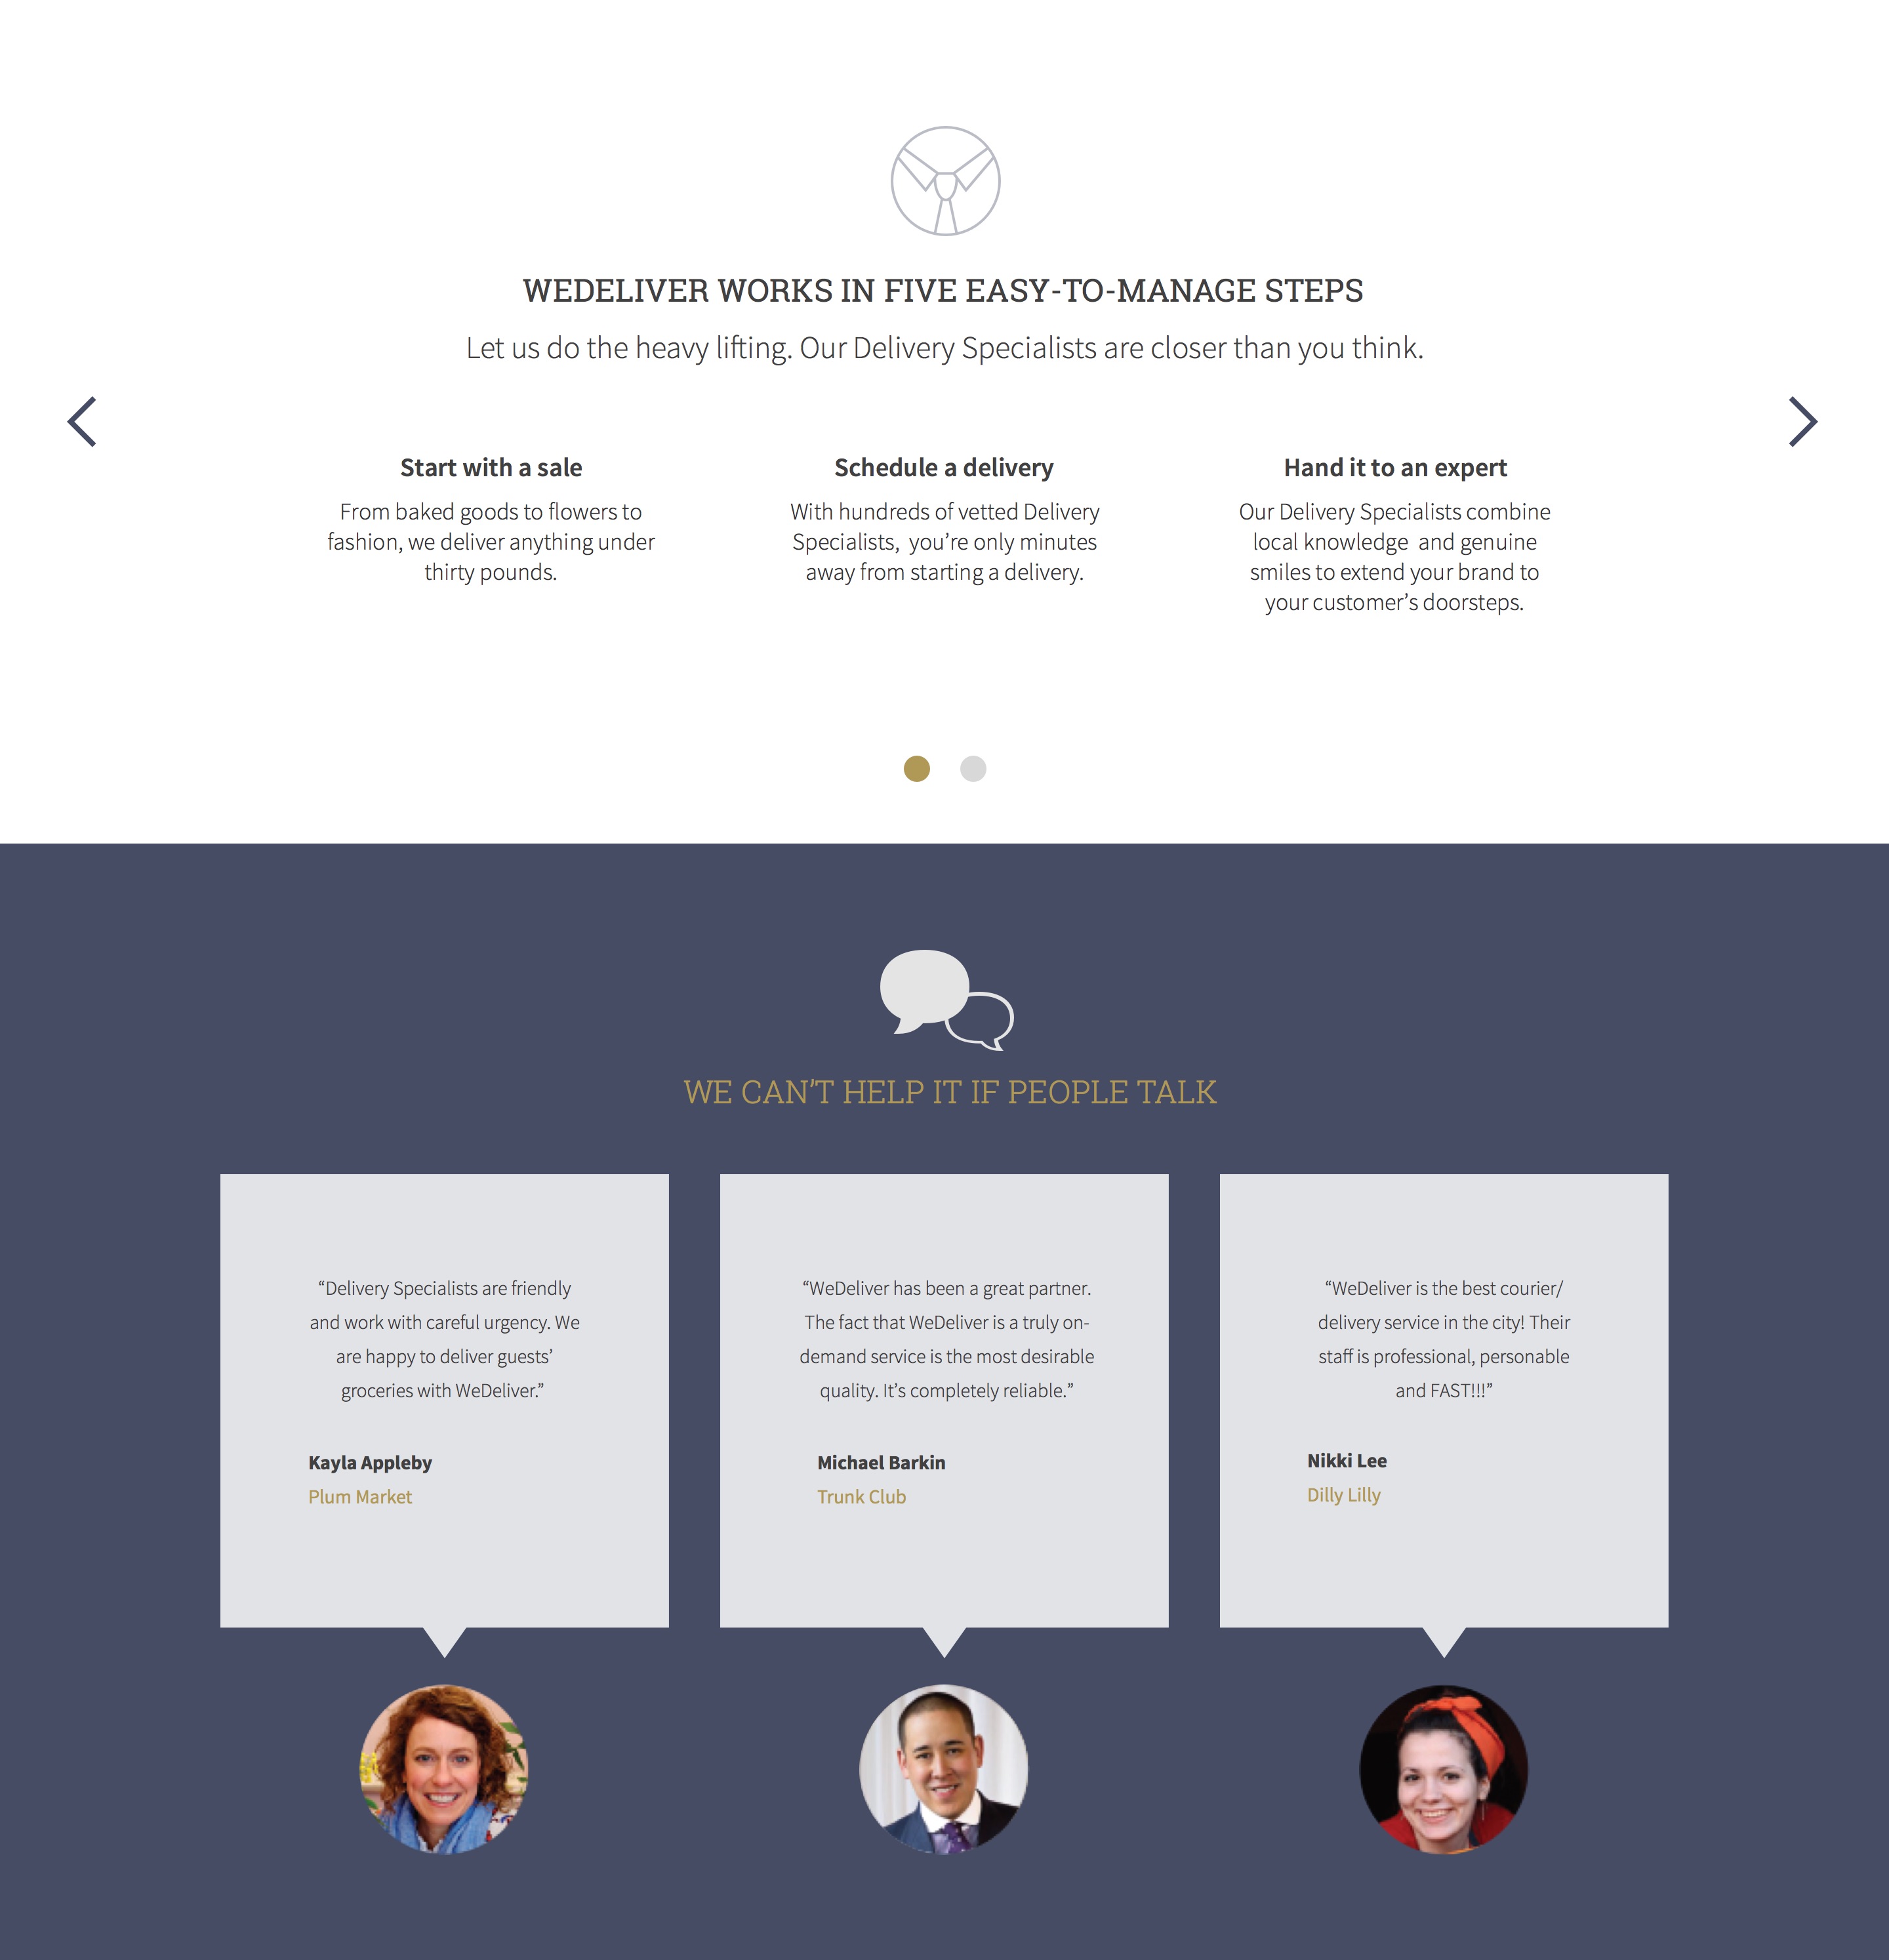 WEDELIVER WORKS IN FIVE EASY-TO-MANAGE STEPS
Let us do the heavy lifting. Our Delivery Specialists are closer than you think.
Start with a sale
From baked goods to flowers to
fashion, we deliver anything under
thirty pounds.
Schedule a delivery
With hundreds of vetted Delivery
Specialists,  you’re only minutes
away from starting a delivery.
Hand it to an expert
Our Delivery Specialists combine
local knowledge  and genuine
smiles to extend your brand to
your customer’s doorsteps.
WE CAN’T HELP IT IF PEOPLE TALK
“Delivery Specialists are friendly
and work with careful urgency. We
are happy to deliver guests’
groceries with WeDeliver.”
Kayla Appleby
Plum Market
“WeDeliver has been a great partner.
The fact that WeDeliver is a truly on-
demand service is the most desirable
quality. It’s completely reliable.”
Michael Barkin
Trunk Club
“WeDeliver is the best courier/
delivery service in the city! Their
staff is professional, personable
and FAST!!!”
Nikki Lee
Dilly Lilly